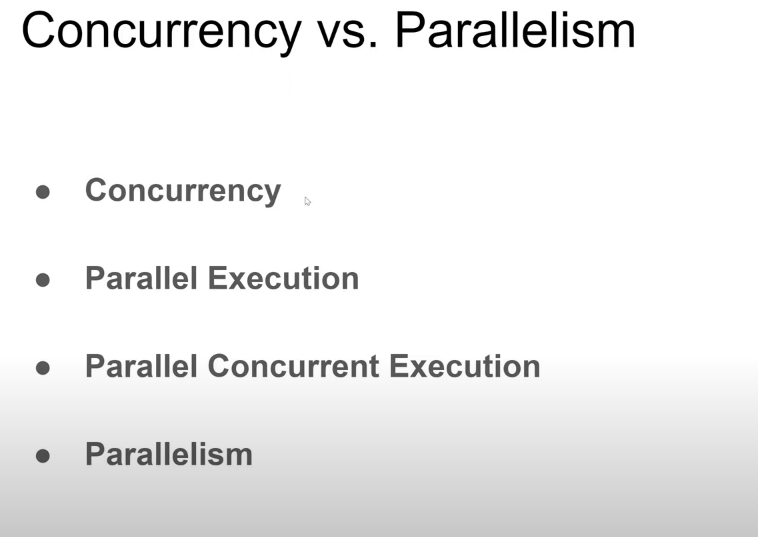 Concurrency vs. Parallelism
● Concurrency
● Parallel Execution
● Parallel Concurrent Execution
● Parallelism